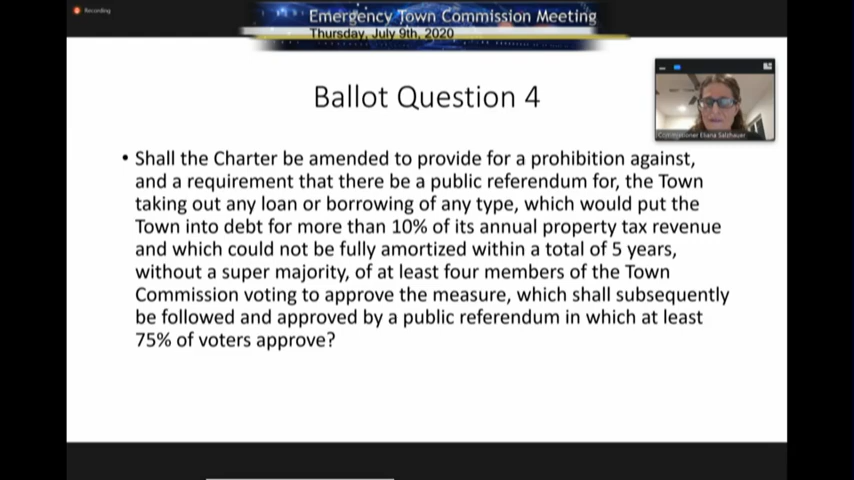 Recording
Emergency Town Commission Meeting
Thursday, July 9th, 2020
Ballot Question 4
Commissioner Eliana Salzhauer
• Shall the Charter be amended to provide for a prohibition against,
and a requirement that there be a public referendum for, the Town
taking out any loan or borrowing of any type, which would put the
Town into debt for more than 10% of its annual property tax revenue
and which could not be fully amortized within a total of 5 years,
without a super majority, of at least four members of the Town
Commission voting to approve the measure, which shall subsequently
be followed and approved by a public referendum in which at least
75% of voters approve?